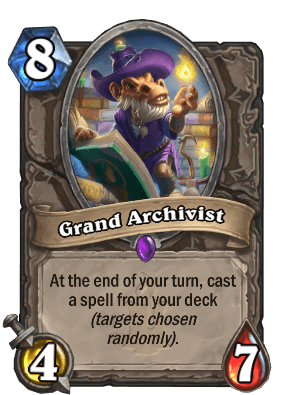 8
Grand Archivist
At the end of your turn, cast
a spell from your deck
(targets chosen
randomly).
4
7